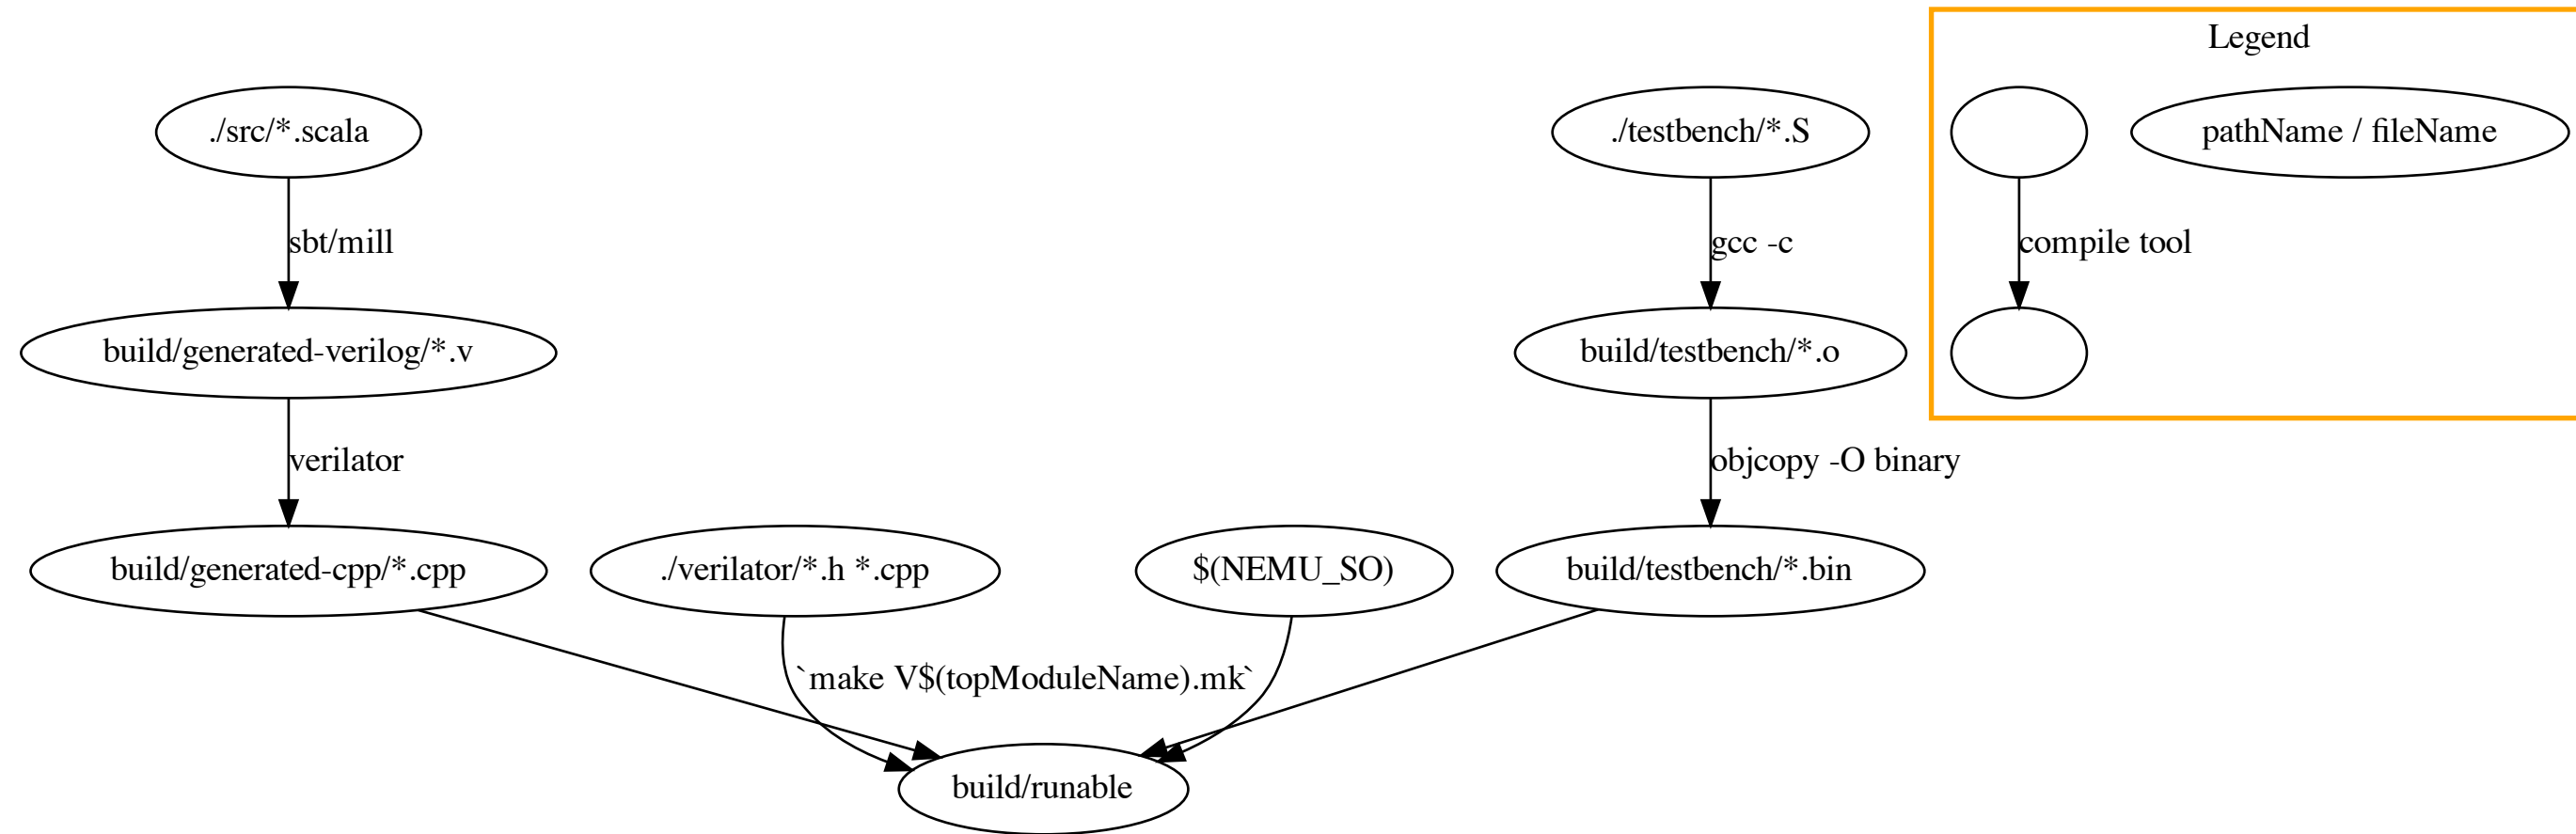 Legend
./src/*.scala
./testbench/*.S
pathName / fileName
sbt/mill
gcc -c
compile tool
build/generated-verilog/*.v
build/testbench/*.o
verilator
objcopy -O binary
build/generated-cpp/*.cpp
./verilator/*.h *.cpp
$(NEMU_SO)
build/testbench/*.bin
`make V$(topModuleName).mk`
build/runable